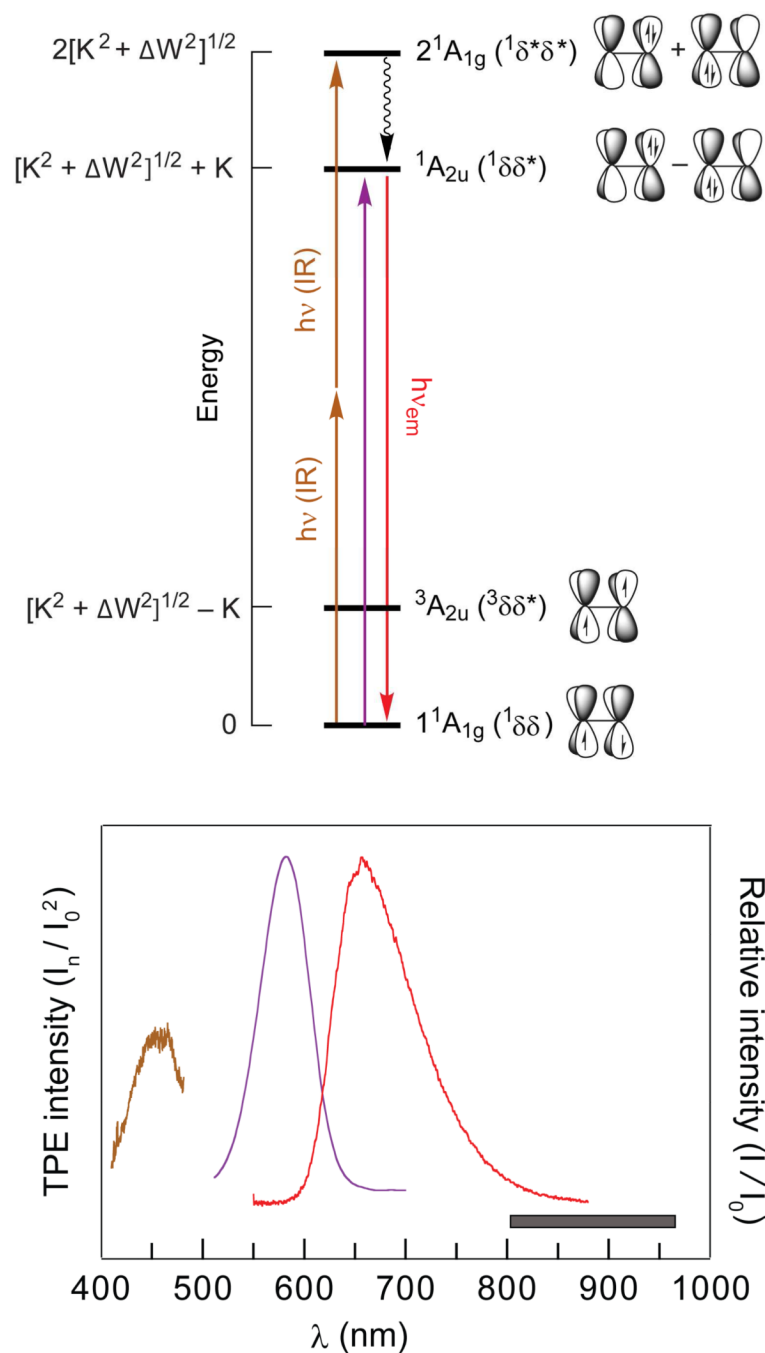 2[K² + ΔW²]^1/2
2¹A₁g (¹δ*δ*)
+
[K² + ΔW²]^1/2 + K
¹A₂u (¹δδ*)
–
hν (IR)
Energy
hνem
hν (IR)
[K² + ΔW²]^1/2 – K
³A₂u (³δδ*)
0
1¹A₁g (¹δδ)
TPE intensity (Iₙ / I₀²)
Relative intensity (I / I₀)
400 500 600 700 800 900 1000
λ (nm)